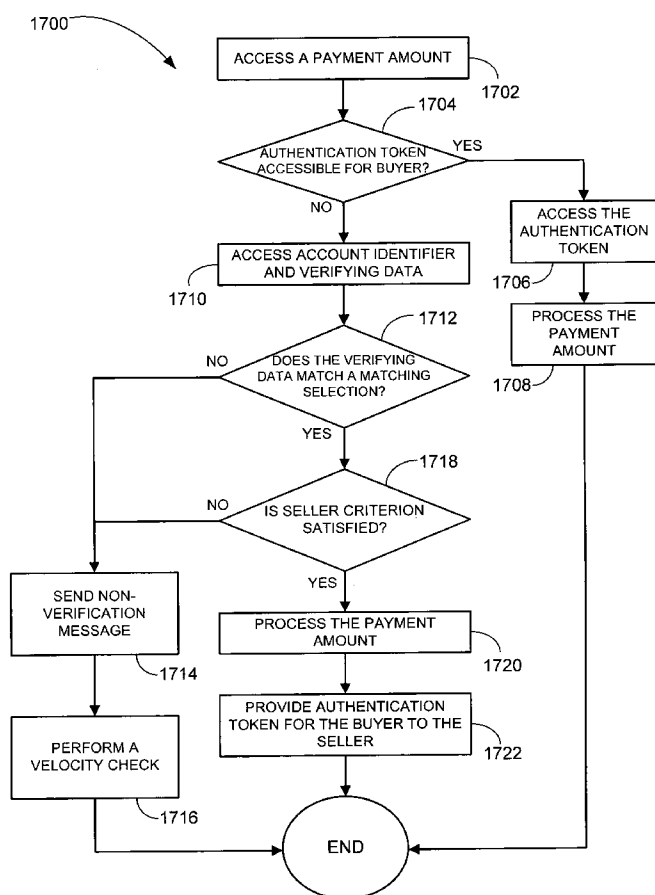 1700
ACCESS A PAYMENT AMOUNT
1702
1704
AUTHENTICATION TOKEN
ACCESSIBLE FOR BUYER?
YES
NO
ACCESS THE
AUTHENTICATION
TOKEN
1706
ACCESS ACCOUNT IDENTIFIER
AND VERIFYING DATA
1710
PROCESS THE
PAYMENT
AMOUNT
1708
1712
DOES THE VERIFYING
DATA MATCH A MATCHING
SELECTION?
NO
YES
1718
IS SELLER CRITERION
SATISFIED?
NO
YES
SEND NON-
VERIFICATION
MESSAGE
1714
PROCESS THE PAYMENT
AMOUNT
1720
PROVIDE AUTHENTICATION
TOKEN FOR THE BUYER TO THE
SELLER
1722
PERFORM A
VELOCITY CHECK
1716
END